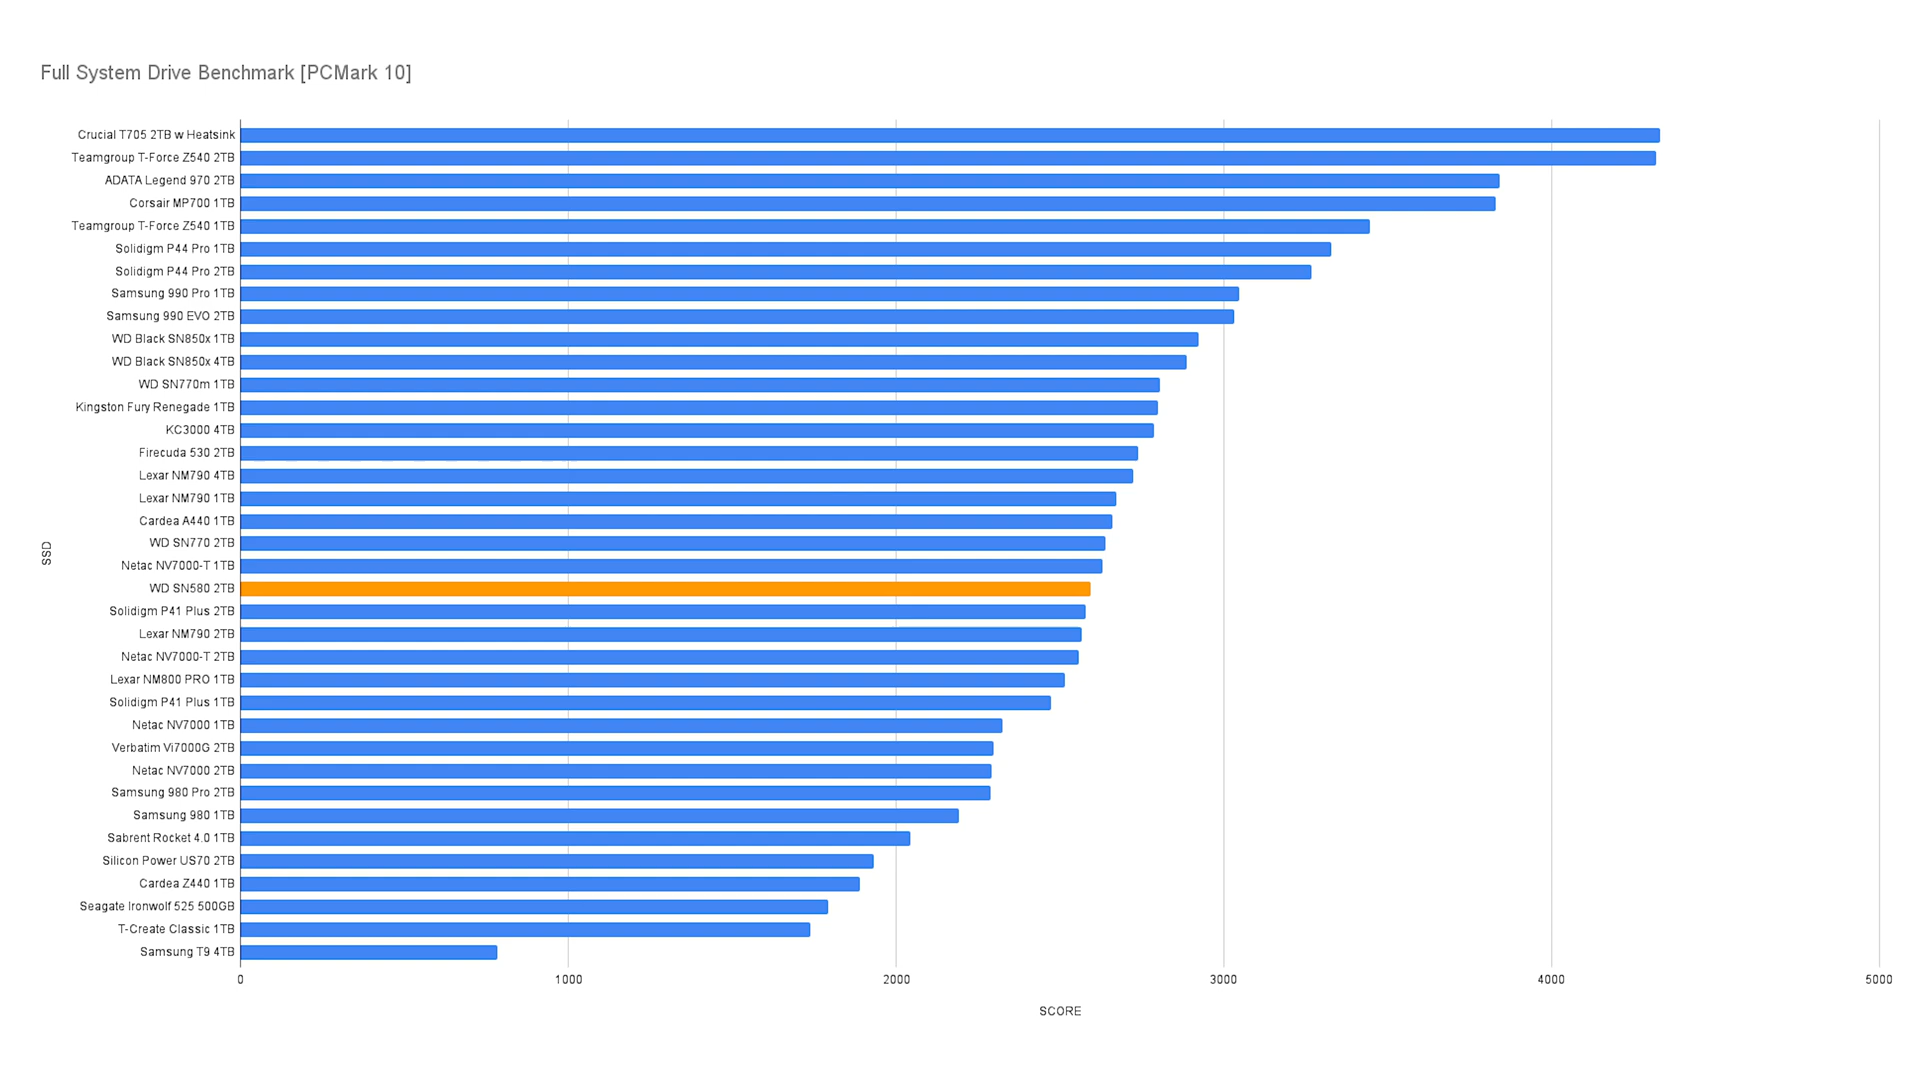 Full System Drive Benchmark [PCMark 10]
Crucial T705 2TB w Heatsink
Teamgroup T-Force Z540 2TB
ADATA Legend 970 2TB
Corsair MP700 1TB
Teamgroup T-Force Z540 1TB
Solidigm P44 Pro 1TB
Solidigm P44 Pro 2TB
Samsung 990 Pro 1TB
Samsung 990 EVO 2TB
WD Black SN850x 1TB
WD Black SN850x 4TB
WD SN770m 1TB
Kingston Fury Renegade 1TB
KC3000 4TB
Firecuda 530 2TB
Lexar NM790 4TB
Lexar NM790 1TB
Cardea A440 1TB
WD SN770 2TB
Netac NV7000-T 1TB
WD SN580 2TB
Solidigm P41 Plus 2TB
Lexar NM790 2TB
Netac NV7000-T 2TB
Lexar NM800 PRO 1TB
Solidigm P41 Plus 1TB
Netac NV7000 1TB
Verbatim Vi7000G 2TB
Netac NV7000 2TB
Samsung 980 Pro 2TB
Samsung 980 1TB
Sabrent Rocket 4.0 1TB
Silicon Power US70 2TB
Cardea Z440 1TB
Seagate Ironwolf 525 500GB
T-Create Classic 1TB
Samsung T9 4TB
SSD
0 1000 2000 3000 4000 5000
SCORE